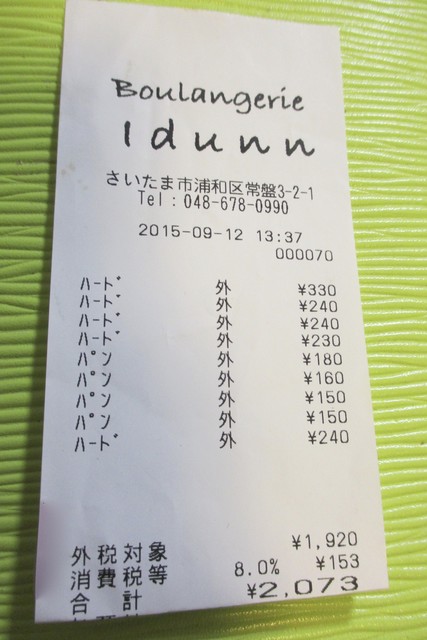 Boulangerie
Idunn
さいたま市浦和区常盤3-2-1
Tel:048-678-0990
2015-09-12 13:37
000070
ﾊｰﾄﾞ 外 ¥330
ﾊｰﾄﾞ 外 ¥240
ﾊｰﾄﾞ 外 ¥240
ﾊｰﾄﾞ 外 ¥230
ﾊﾟﾝ 外 ¥180
ﾊﾟﾝ 外 ¥160
ﾊﾟﾝ 外 ¥150
ﾊﾟﾝ 外 ¥150
ﾊｰﾄﾞ 外 ¥240
外税対象 ¥1,920
消費税等 8.0% ¥153
合計 ¥2,073